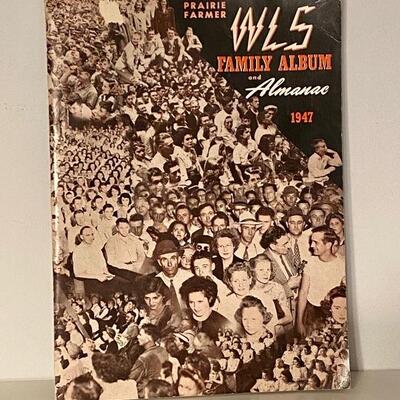 PRAIRIE
FARMER
WLS
FAMILY ALBUM
and
Almanac
1947